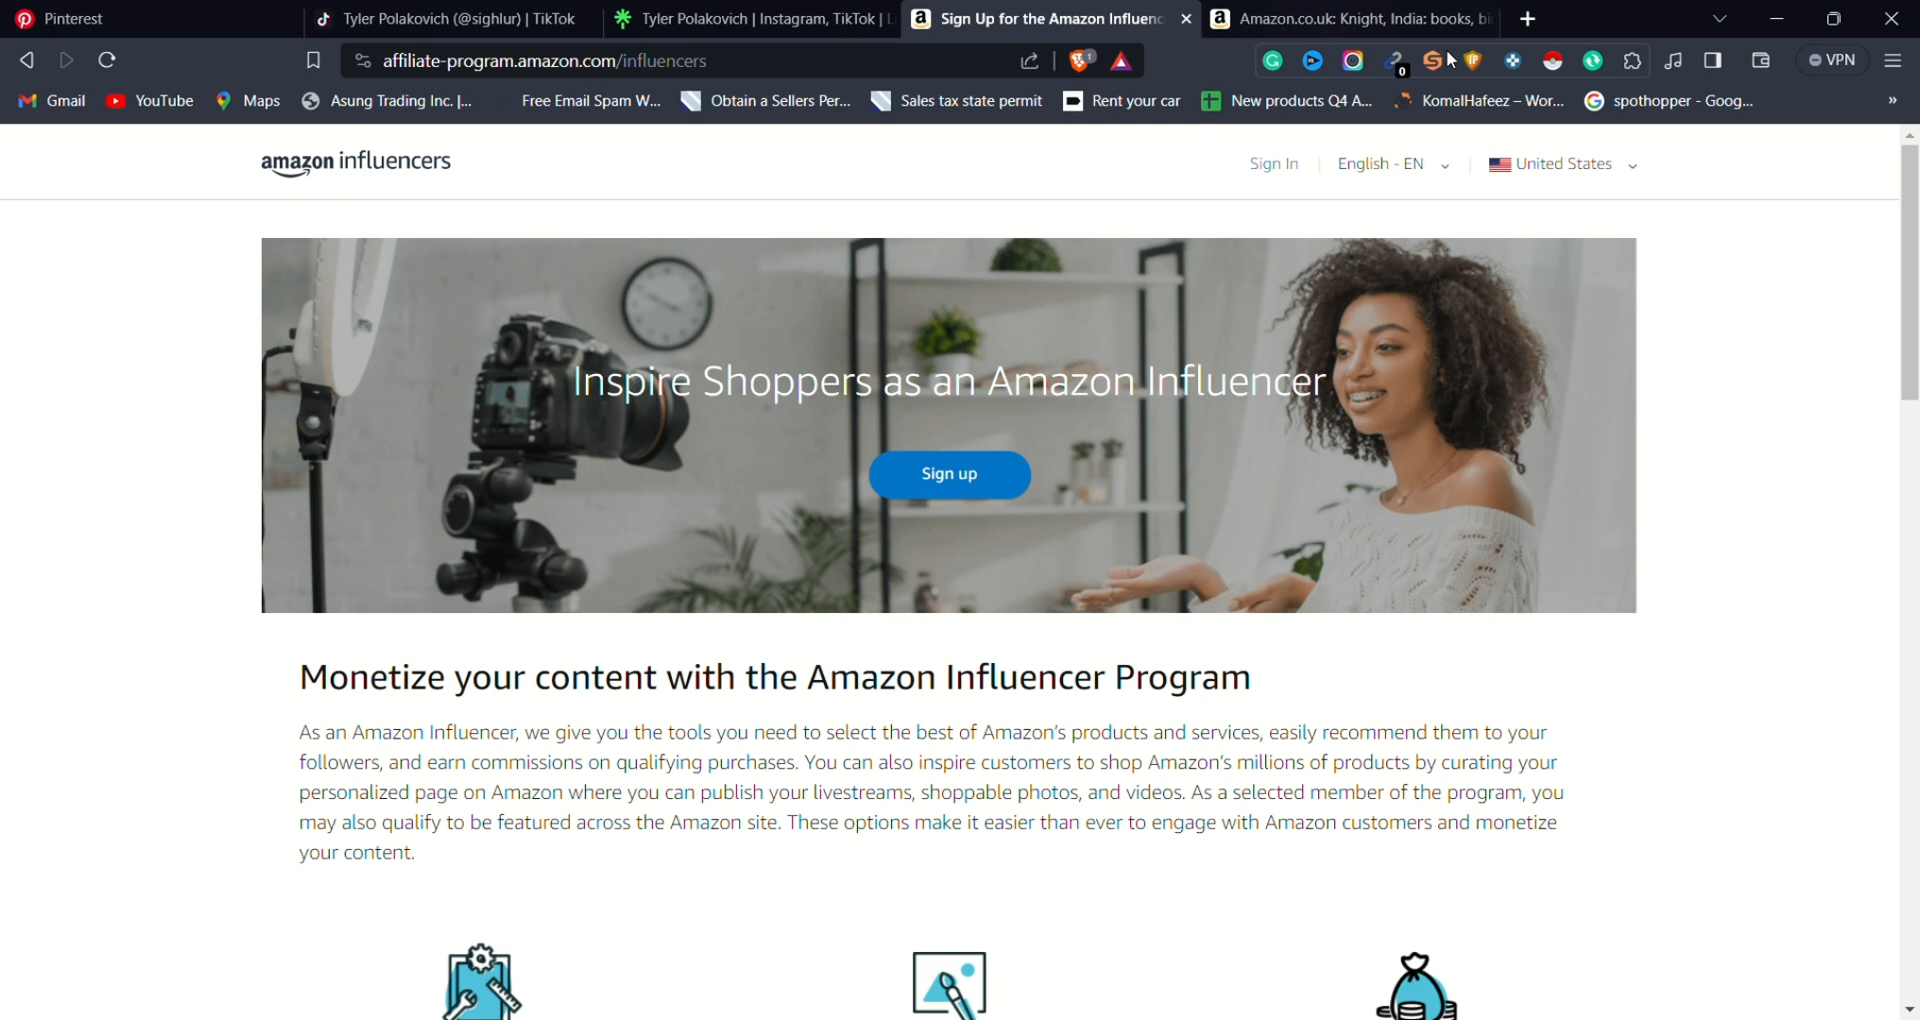 Pinterest
Tyler Polakovich (@sighlur) | TikTok
Tyler Polakovich | Instagram, TikTok |
Sign Up for the Amazon Influenc
Amazon.co.uk: Knight, India: books,
affiliate-program.amazon.com/influencers
1
0
VPN
Gmail
YouTube
Maps
Asung Trading Inc. |...
Free Email Spam W...
Obtain a Sellers Per...
Sales tax state permit
Rent your car
New products Q4 A...
KomalHafeez – Wor...
spothopper - Goog...
»
amazon influencers
Sign In
English - EN
United States
Inspire Shoppers as an Amazon Influencer
Sign up
Monetize your content with the Amazon Influencer Program
As an Amazon Influencer, we give you the tools you need to select the best of Amazon's products and services, easily recommend them to your
followers, and earn commissions on qualifying purchases. You can also inspire customers to shop Amazon's millions of products by curating your
personalized page on Amazon where you can publish your livestreams, shoppable photos, and videos. As a selected member of the program, you
may also qualify to be featured across the Amazon site. These options make it easier than ever to engage with Amazon customers and monetize
your content.